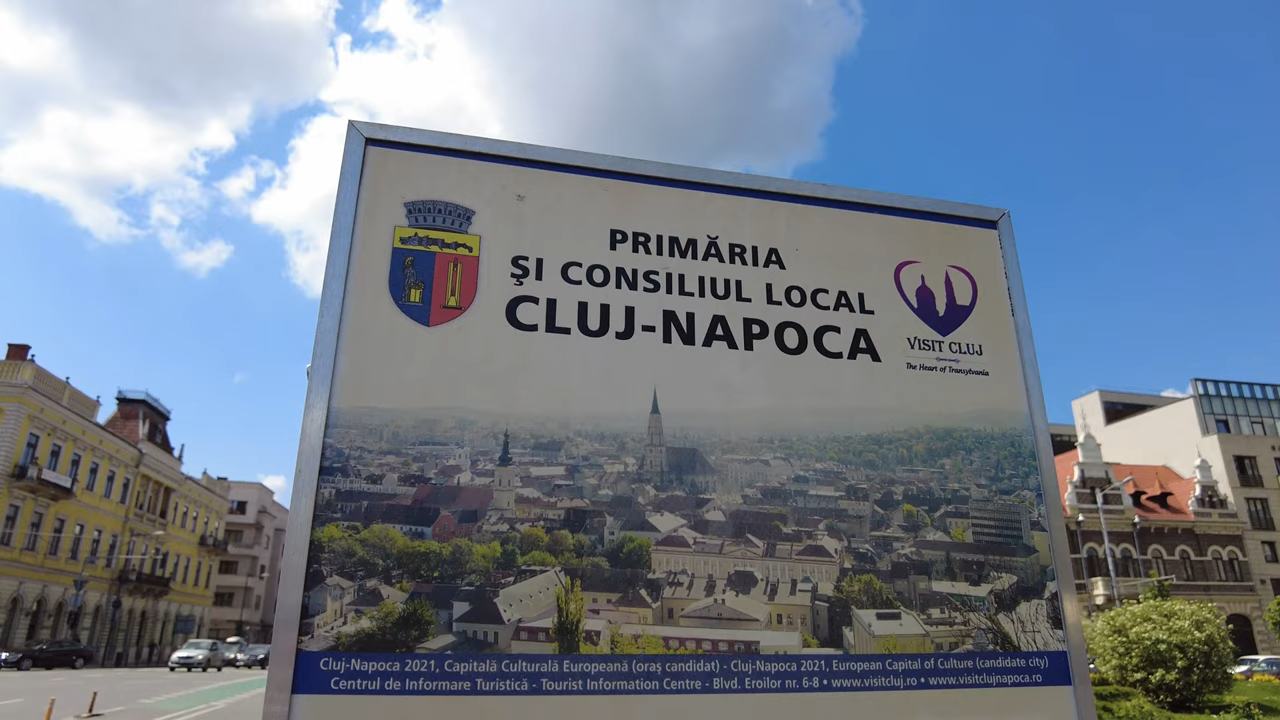 PRIMĂRIA
ŞI CONSILIUL LOCAL
CLUJ-NAPOCA
VISIT CLUJ
The Heart of Transylvania
Cluj-Napoca 2021, Capitală Culturală Europeană (oraş candidat) - Cluj-Napoca 2021, European Capital of Culture (candidate city)
Centrul de Informare Turistică - Tourist Information Centre - Blvd. Eroilor nr. 6-8 • www.visitcluj.ro • www.visitclujnapoca.ro